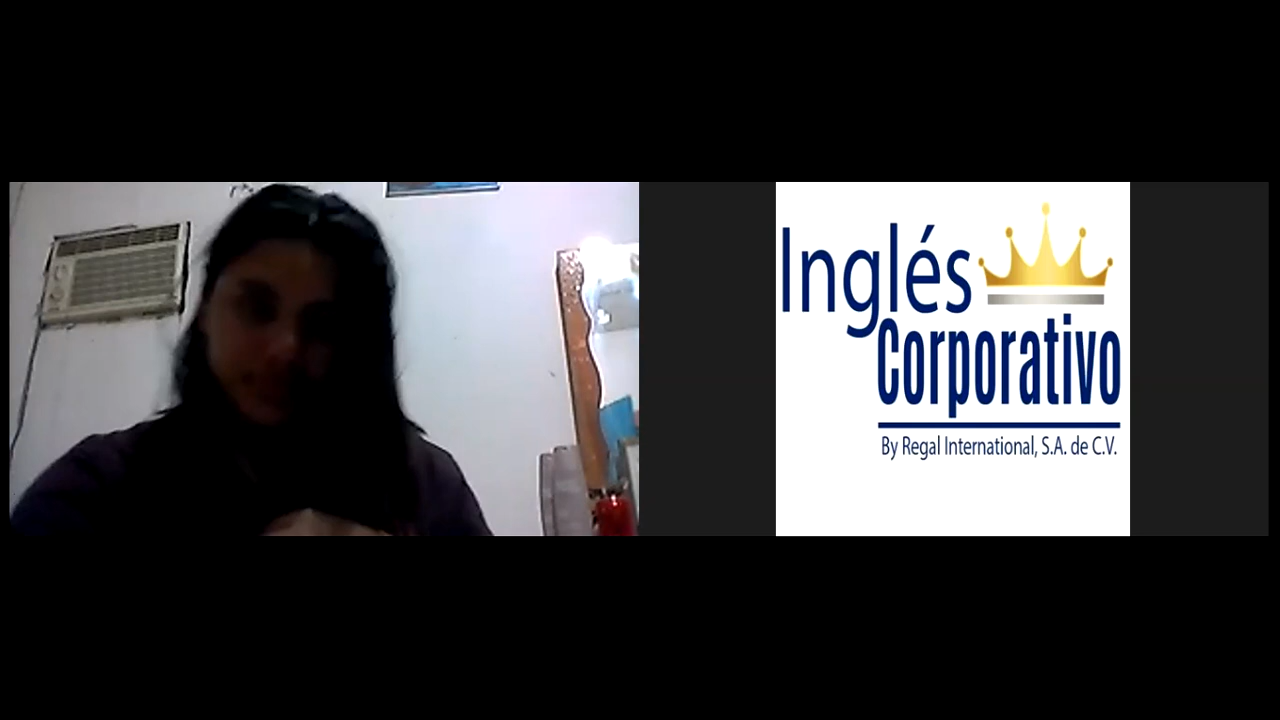 Inglés
Corporativo
By Regal International, S.A. de C.V.